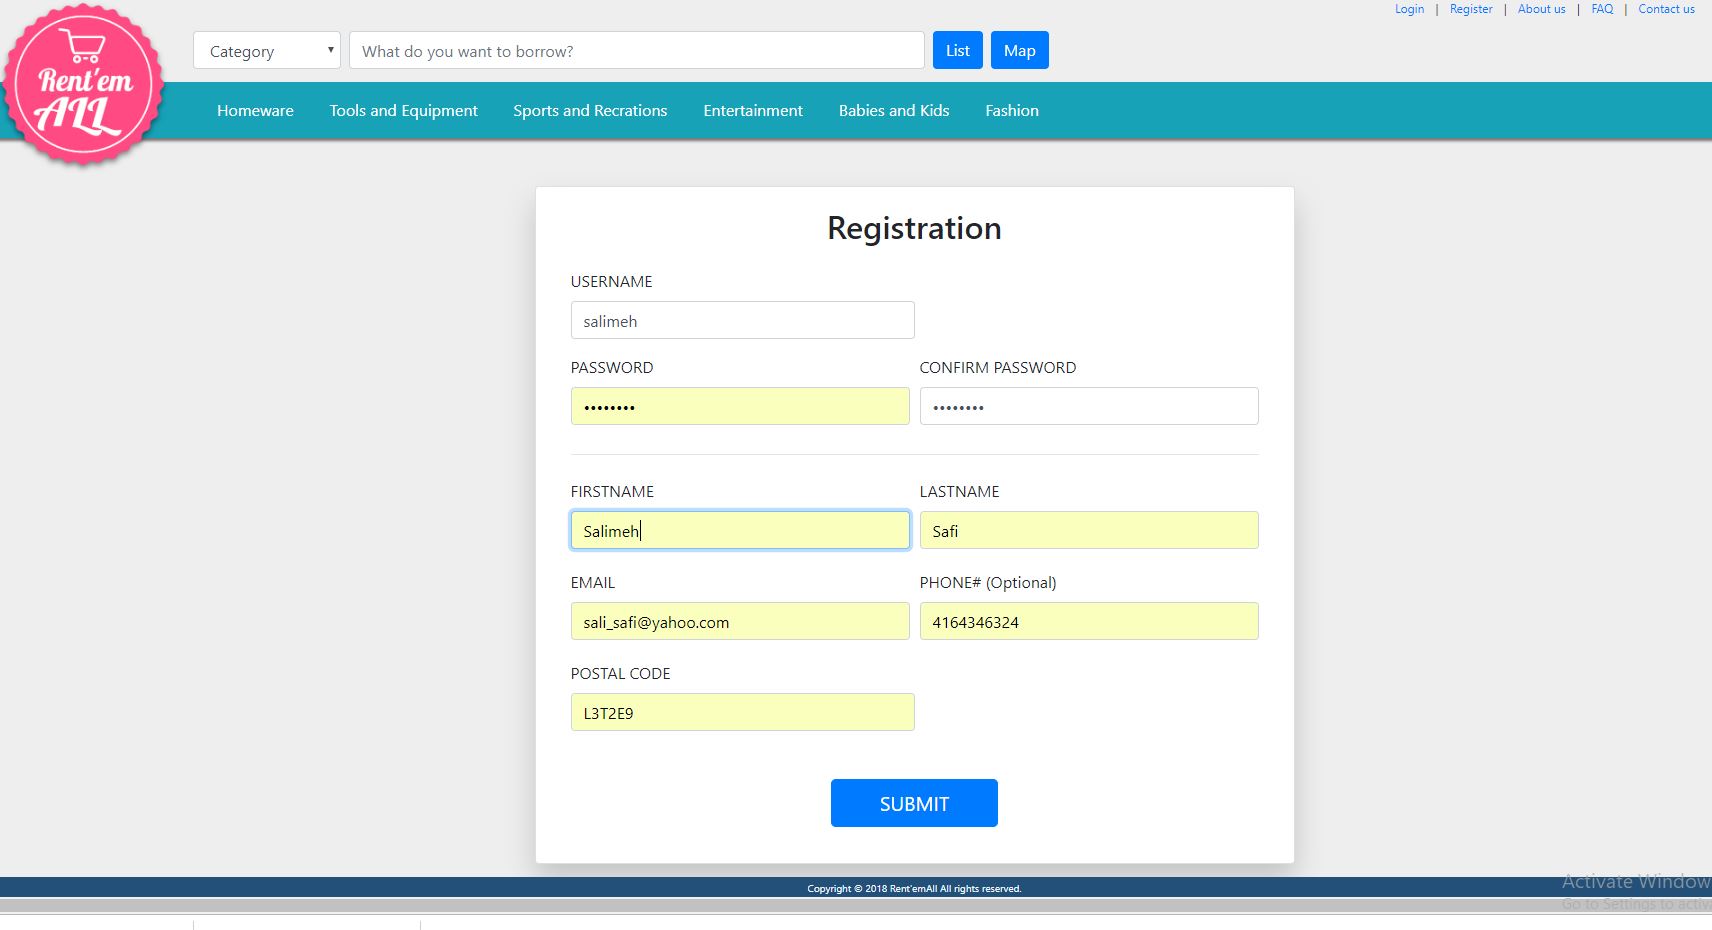 Login | Register | About us | FAQ | Contact us
Category What do you want to borrow? List Map
Rent'em
ALL
Homeware Tools and Equipment Sports and Recrations Entertainment Babies and Kids Fashion
Registration
USERNAME
salimeh
PASSWORD CONFIRM PASSWORD
•••••••• ••••••••
FIRSTNAME LASTNAME
Salimeh Safi
EMAIL PHONE# (Optional)
sali_safi@yahoo.com 4164346324
POSTAL CODE
L3T2E9
SUBMIT
Copyright © 2018 Rent'emAll All rights reserved.
Activate Window
Go to Settings to activ